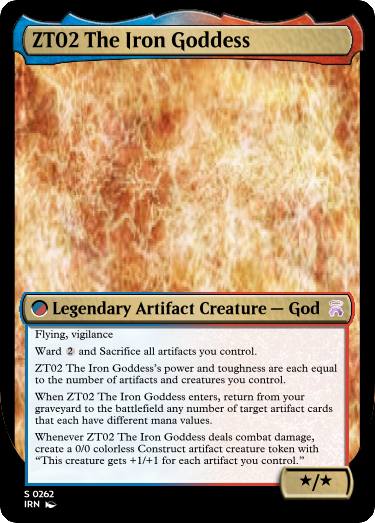 ZT02 The Iron Goddess
Legendary Artifact Creature — God
Flying, vigilance
Ward 2 and Sacrifice all artifacts you control.
ZT02 The Iron Goddess's power and toughness are each equal
to the number of artifacts and creatures you control.
When ZT02 The Iron Goddess enters, return from your
graveyard to the battlefield any number of target artifact cards
that each have different mana values.
Whenever ZT02 The Iron Goddess deals combat damage,
create a 0/0 colorless Construct artifact creature token with
“This creature gets +1/+1 for each artifact you control.”
★/★
S 0262
IRN